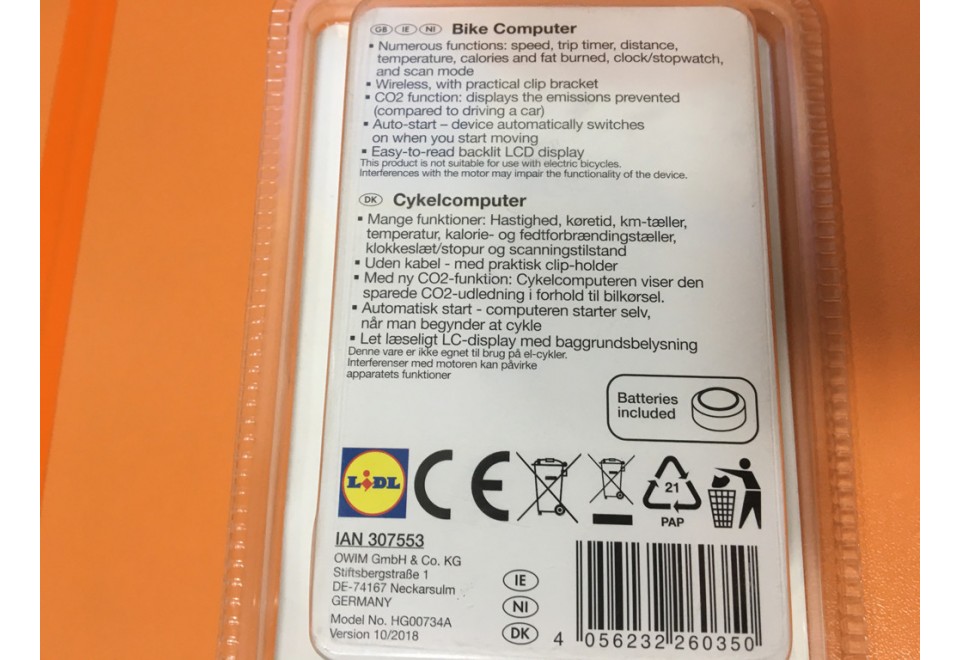 GB IE NI Bike Computer
▪ Numerous functions: speed, trip timer, distance,
temperature, calories and fat burned, clock/stopwatch,
and scan mode
▪ Wireless, with practical clip bracket
▪ CO2 function: displays the emissions prevented
(compared to driving a car)
▪ Auto-start – device automatically switches
on when you start moving
▪ Easy-to-read backlit LCD display
This product is not suitable for use with electric bicycles.
Interferences with the motor may impair the functionality of the device.
DK Cykelcomputer
▪ Mange funktioner: Hastighed, køretid, km-tæller,
temperatur, kalorie- og fedtforbrændingstæller,
klokkeslæt/stopur og scanningstilstand
▪ Uden kabel - med praktisk clip-holder
▪ Med ny CO2-funktion: Cykelcomputeren viser den
sparede CO2-udledning i forhold til bilkørsel.
▪ Automatisk start - computeren starter selv,
når man begynder at cykle
▪ Let læseligt LC-display med baggrundsbelysning
Denne vare er ikke egnet til brug på el-cykler.
Interferenser med motoren kan påvirke
apparatets funktioner
Batteries
included
LIDL CE
21
PAP
IAN 307553
OWIM GmbH & Co. KG
Stiftsbergstraße 1
DE-74167 Neckarsulm
GERMANY
Model No. HG00734A
Version 10/2018
IE
NI
DK
4 056232 260350